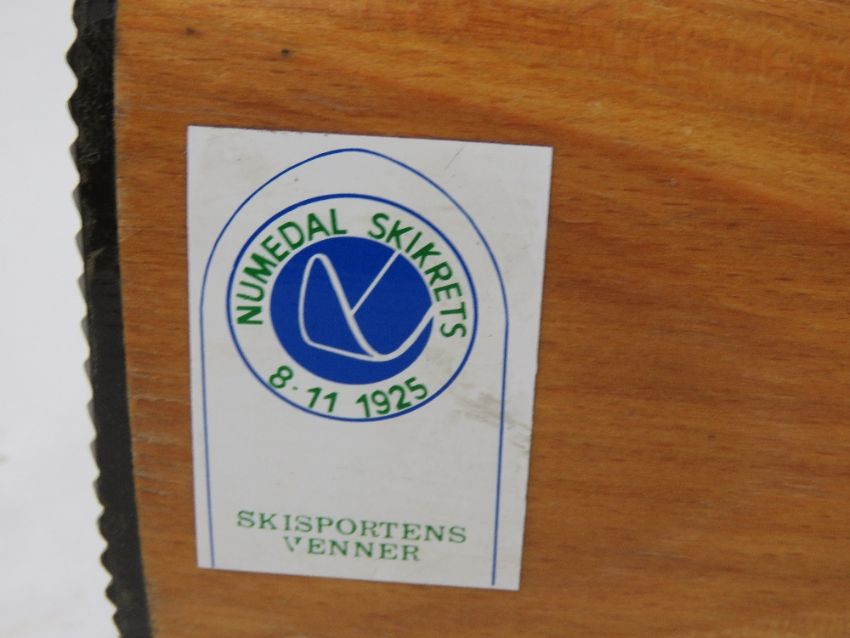 NUMEDAL SKIKRETS
8-11 1925
SKISPORTENS
VENNER